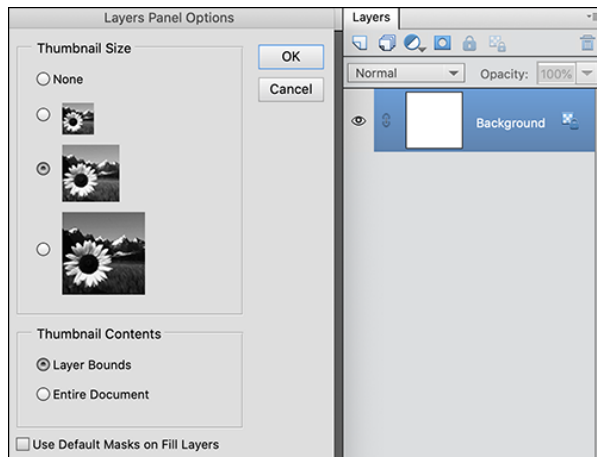 Layers Panel Options
Thumbnail Size
None
OK
Cancel
Thumbnail Contents
Layer Bounds
Entire Document
Use Default Masks on Fill Layers
Layers
Normal
Opacity: 100%
Background